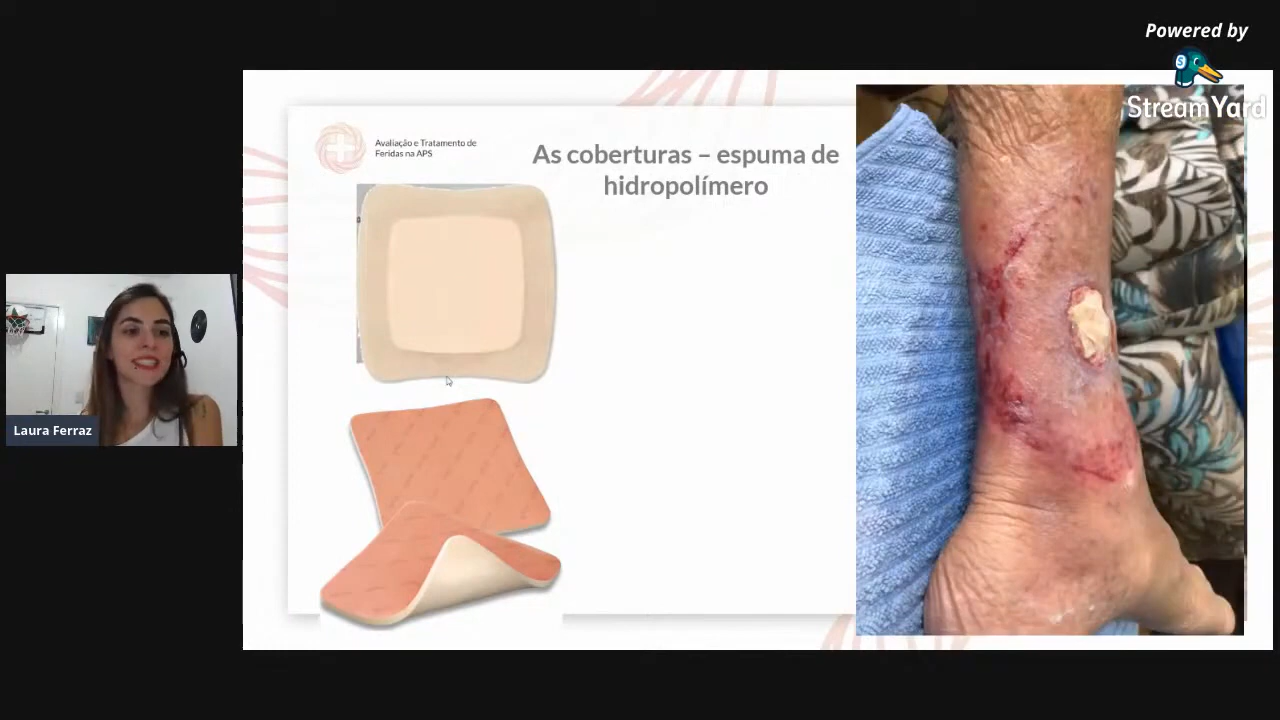 Powered by
StreamYard
Avaliação e Tratamento de
Feridas na APS
As coberturas – espuma de
hidropolímero
Laura Ferraz